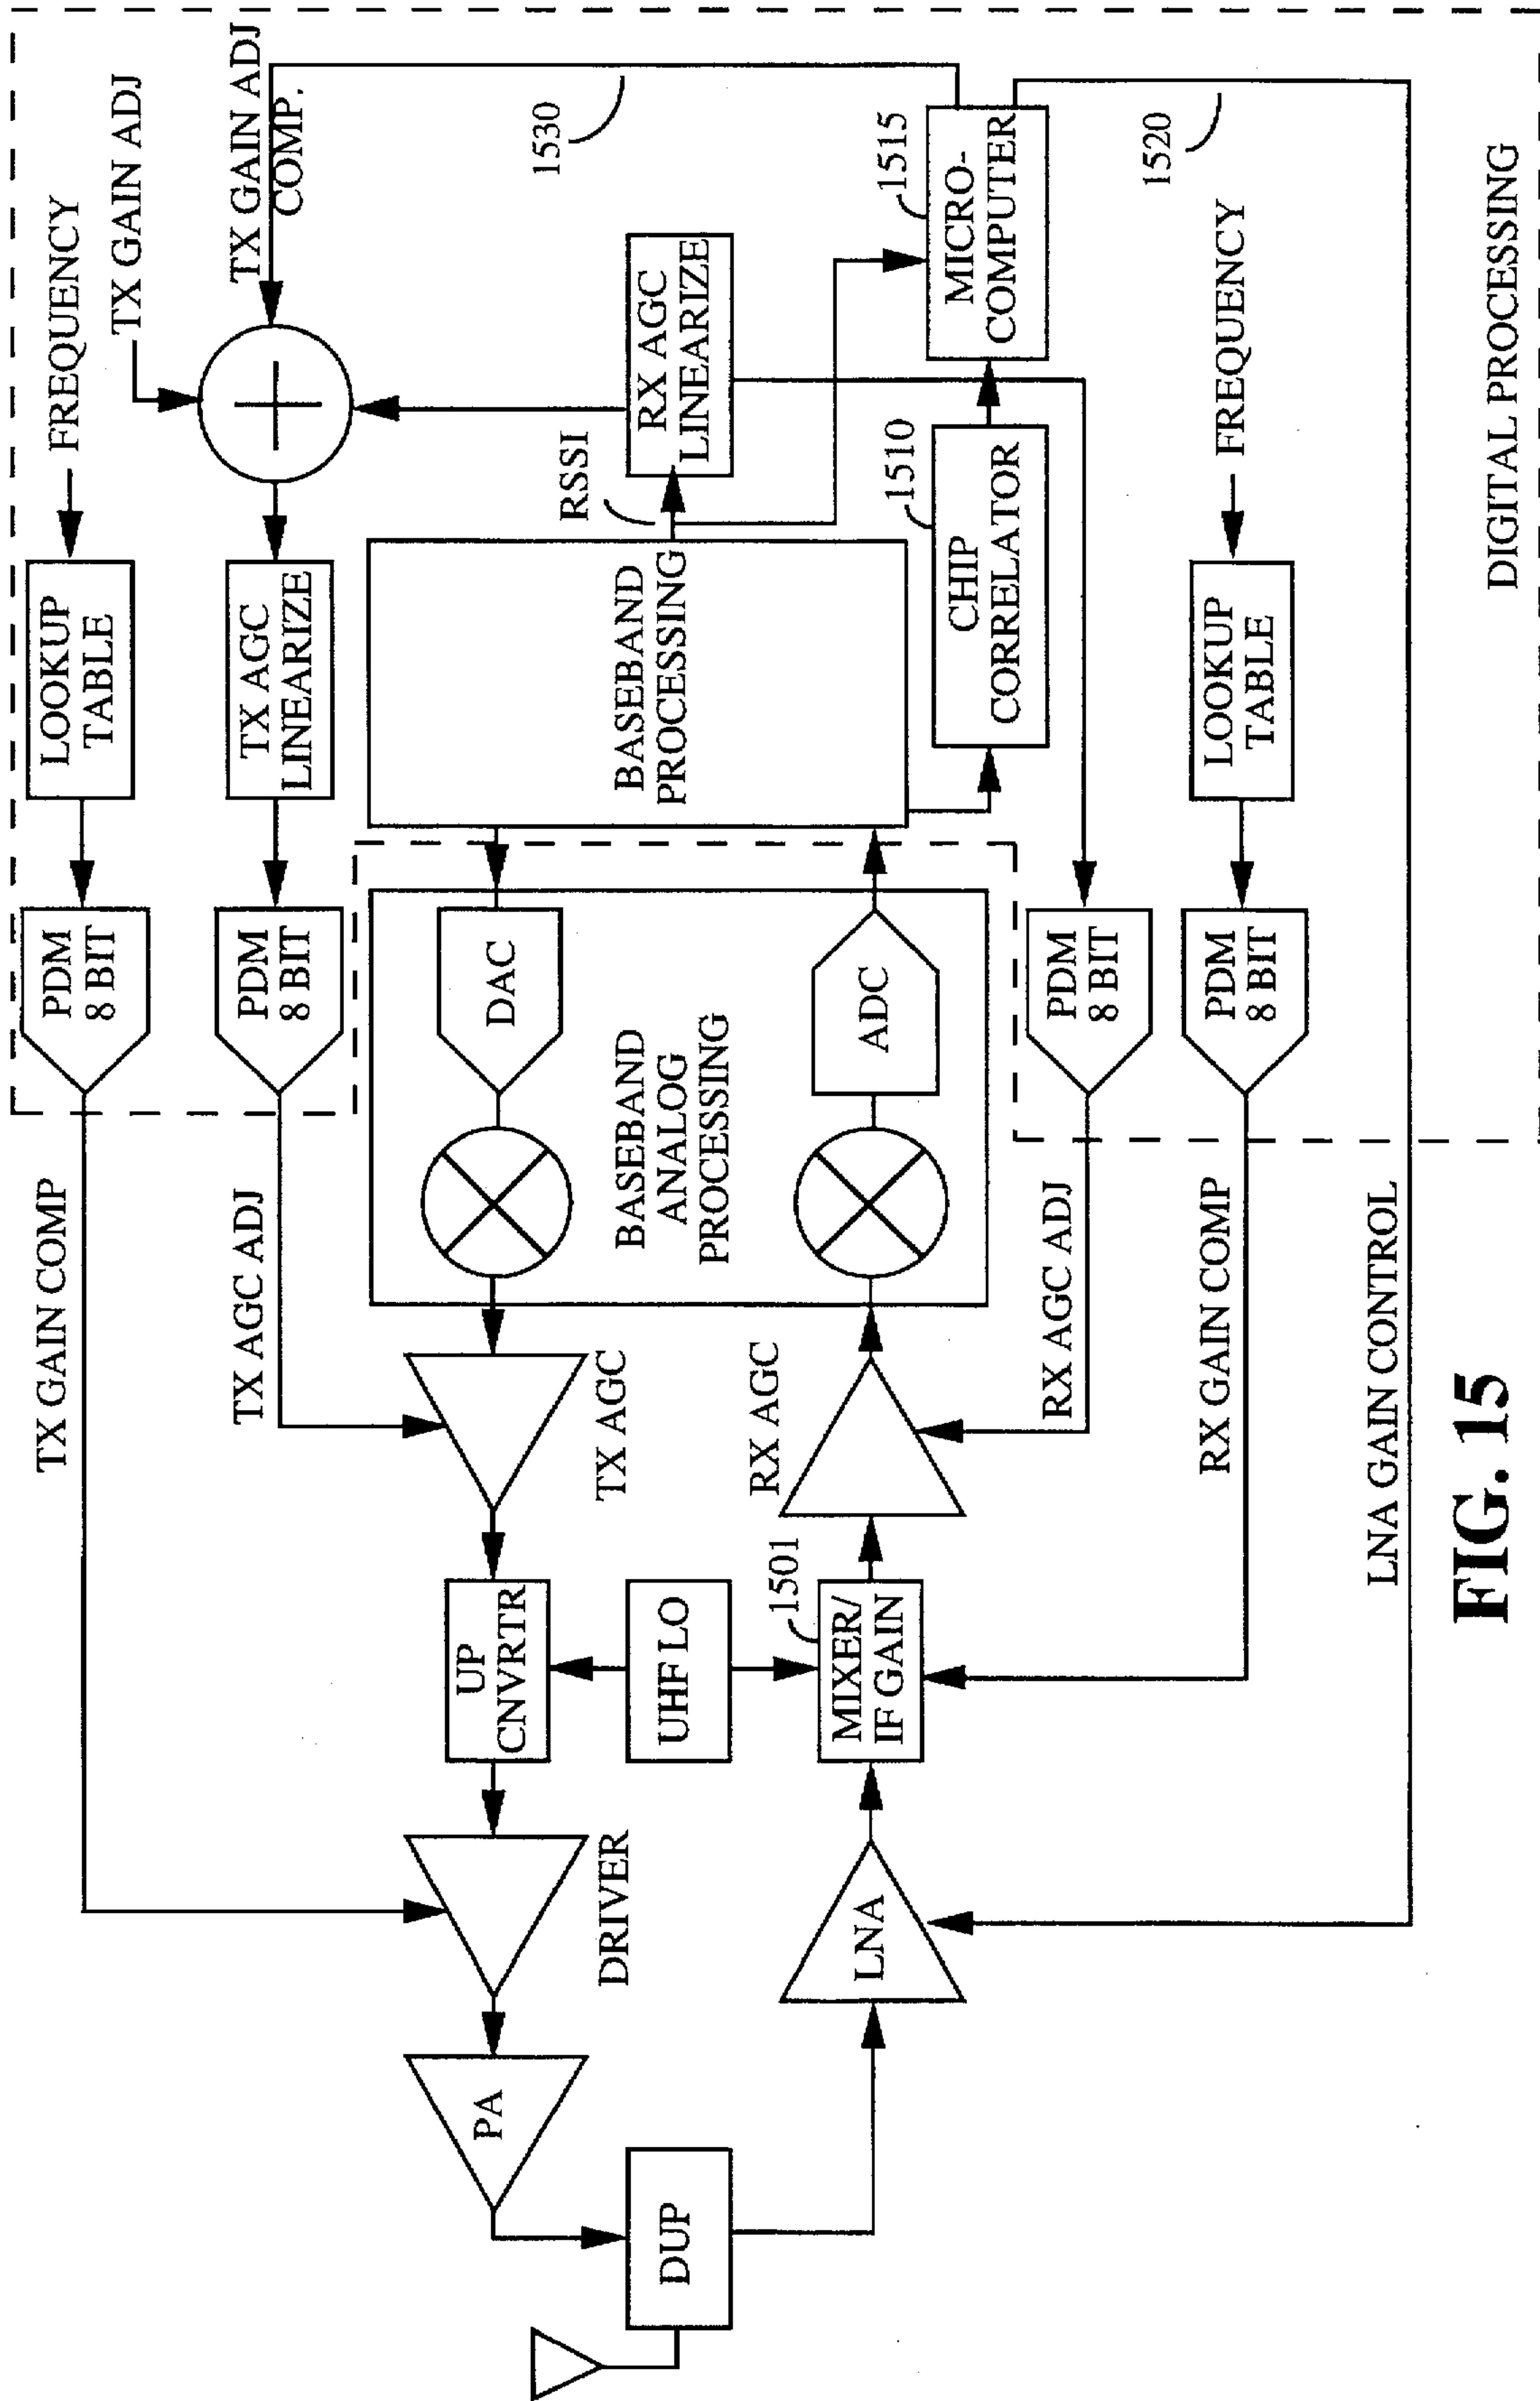 TX GAIN COMP
PDM
8 BIT
LOOKUP
TABLE
FREQUENCY
TX GAIN ADJ
TX AGC ADJ
PDM
8 BIT
TX AGC
LINEARIZE
TX GAIN ADJ
COMP.
PA
DRIVER
UP
CNVRTR
TX AGC
DAC
BASEBAND
ANALOG
PROCESSING
BASEBAND
PROCESSING
RSSI
RX AGC
LINEARIZE
1530
DUP
UHF LO
LNA
1501
MIXER/
IF GAIN
RX AGC
ADC
1510
CHIP
CORRELATOR
1515
MICRO-
COMPUTER
RX AGC ADJ
PDM
8 BIT
1520
RX GAIN COMP
PDM
8 BIT
LOOKUP
TABLE
FREQUENCY
LNA GAIN CONTROL
DIGITAL PROCESSING
FIG. 15